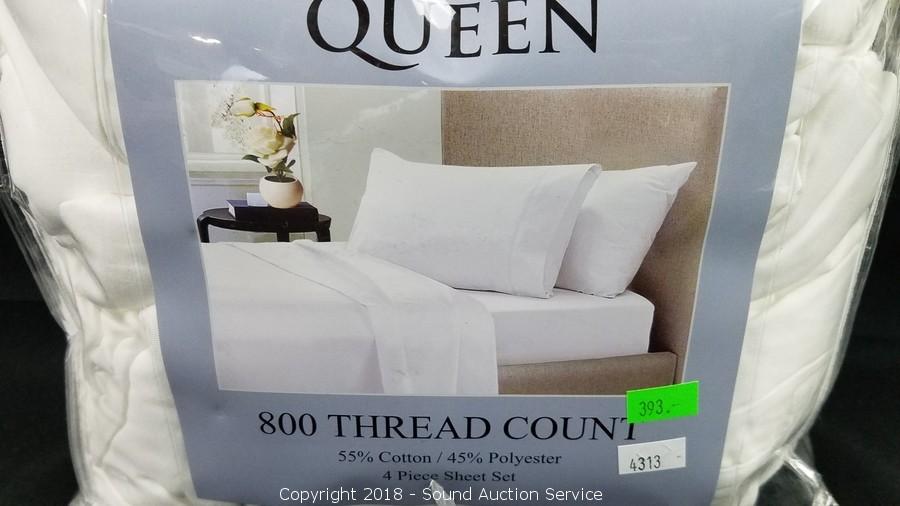 QUEEN
800 THREAD COUNT
393.-
55% Cotton / 45% Polyester
4313 -
4 Piece Sheet Set
Copyright 2018 - Sound Auction Service